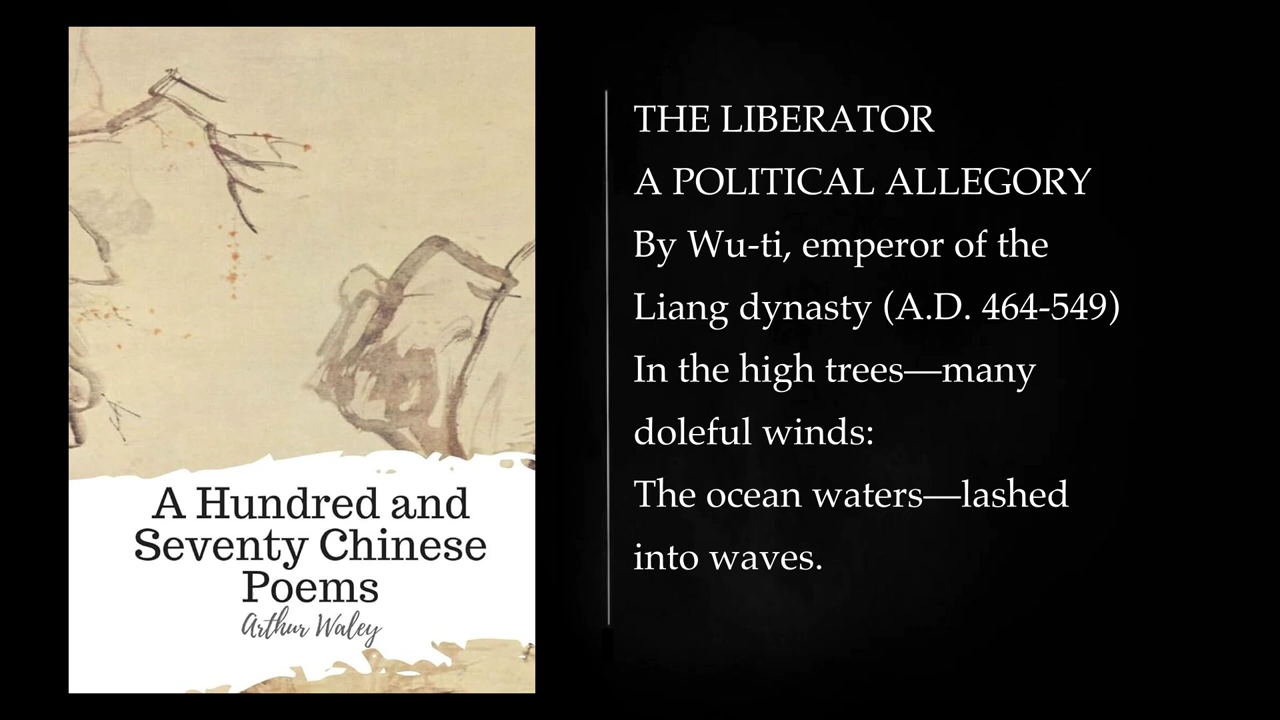 A Hundred and
Seventy Chinese
Poems
Arthur Waley
THE LIBERATOR
A POLITICAL ALLEGORY
By Wu-ti, emperor of the
Liang dynasty (A.D. 464-549)
In the high trees—many
doleful winds:
The ocean waters—lashed
into waves.